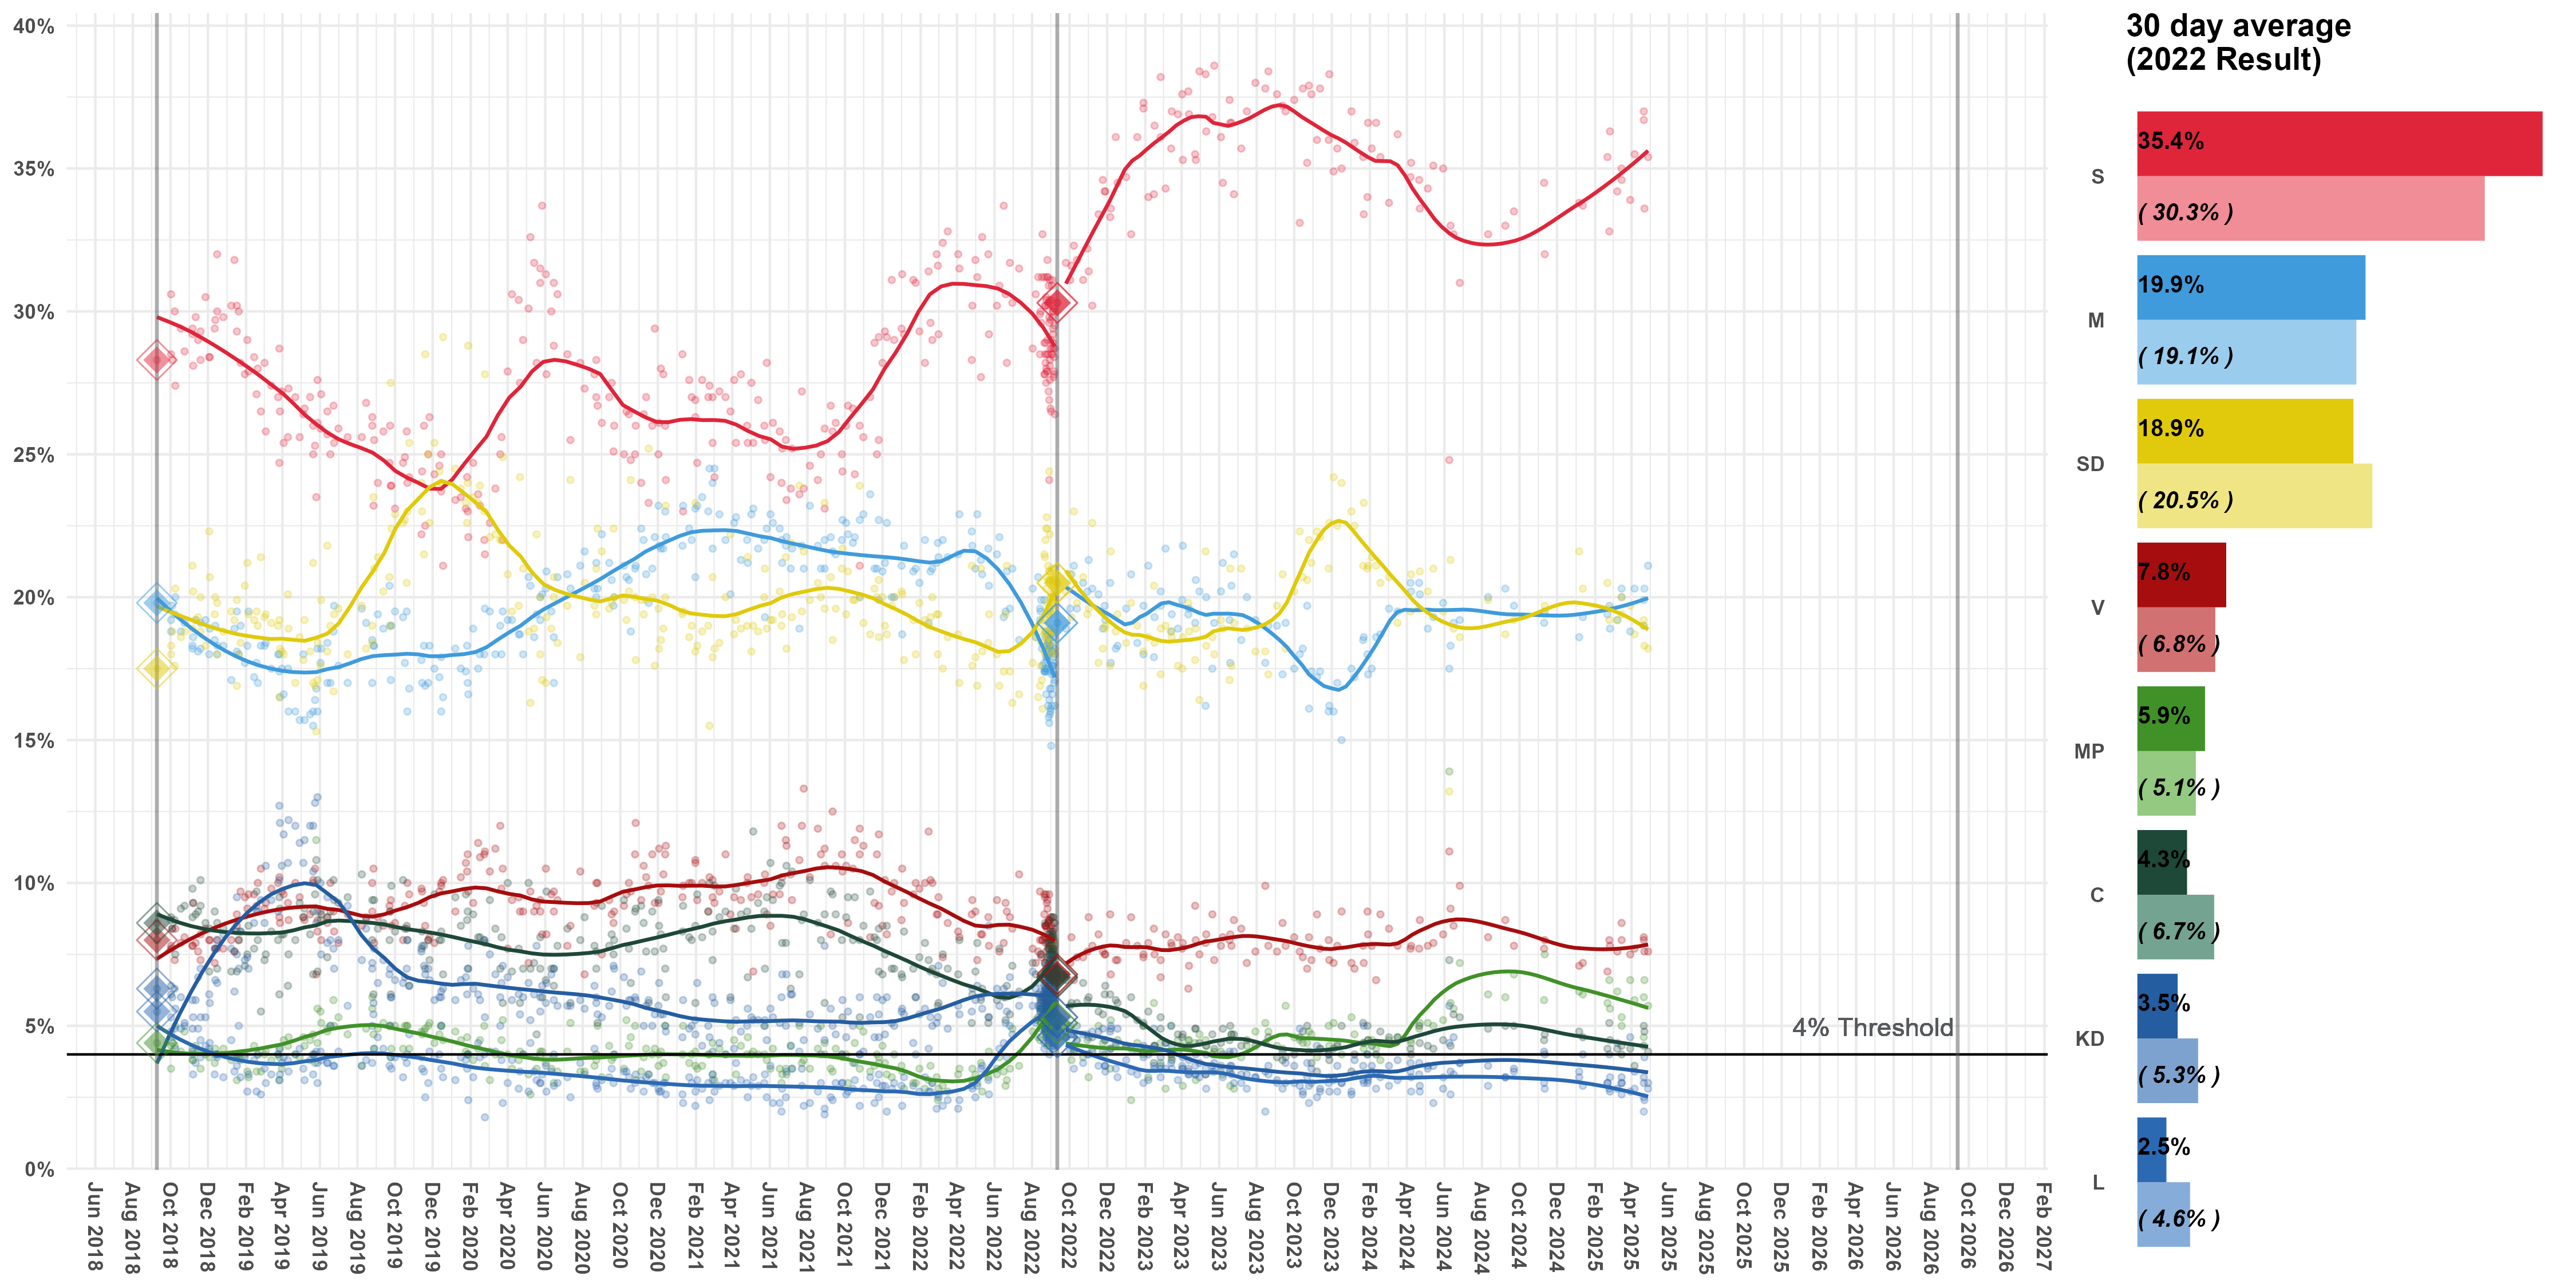 40%
35%
30%
25%
20%
15%
10%
5%
0%
4% Threshold
Jun 2018
Aug 2018
Oct 2018
Dec 2018
Feb 2019
Apr 2019
Jun 2019
Aug 2019
Oct 2019
Dec 2019
Feb 2020
Apr 2020
Jun 2020
Aug 2020
Oct 2020
Dec 2020
Feb 2021
Apr 2021
Jun 2021
Aug 2021
Oct 2021
Dec 2021
Feb 2022
Apr 2022
Jun 2022
Aug 2022
Oct 2022
Dec 2022
Feb 2023
Apr 2023
Jun 2023
Aug 2023
Oct 2023
Dec 2023
Feb 2024
Apr 2024
Jun 2024
Aug 2024
Oct 2024
Dec 2024
Feb 2025
Apr 2025
Jun 2025
Aug 2025
Oct 2025
Dec 2025
Feb 2026
Apr 2026
Jun 2026
Aug 2026
Oct 2026
Dec 2026
Feb 2027
30 day average
(2022 Result)
35.4%
S
( 30.3% )
19.9%
M
( 19.1% )
18.9%
SD
( 20.5% )
7.8%
V
( 6.8% )
5.9%
MP
( 5.1% )
4.3%
C
( 6.7% )
3.5%
KD
( 5.3% )
2.5%
L
( 4.6% )